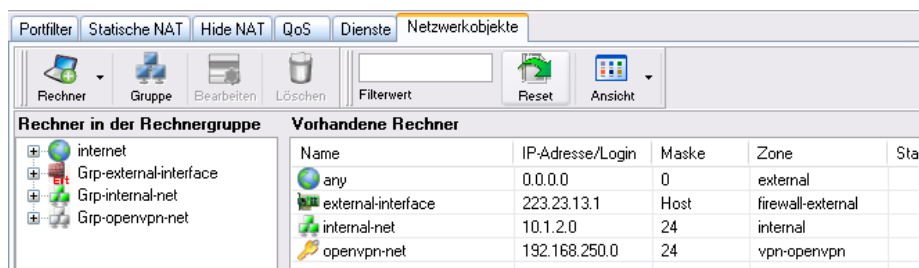 Portfilter Statische NAT Hide NAT QoS Dienste Netzwerkobjekte
Rechner Gruppe Bearbeiten Löschen Filterwert Reset Ansicht
Rechner in der Rechnergruppe Vorhandene Rechner
internet Name IP-Adresse/Login Maske Zone Sta
Grp-external-interface any 0.0.0.0 0 external
Ext external-interface 223.23.13.1 Host firewall-external
Grp-internal-net internal-net 10.1.2.0 24 internal
Grp-openvpn-net openvpn-net 192.168.250.0 24 vpn-openvpn